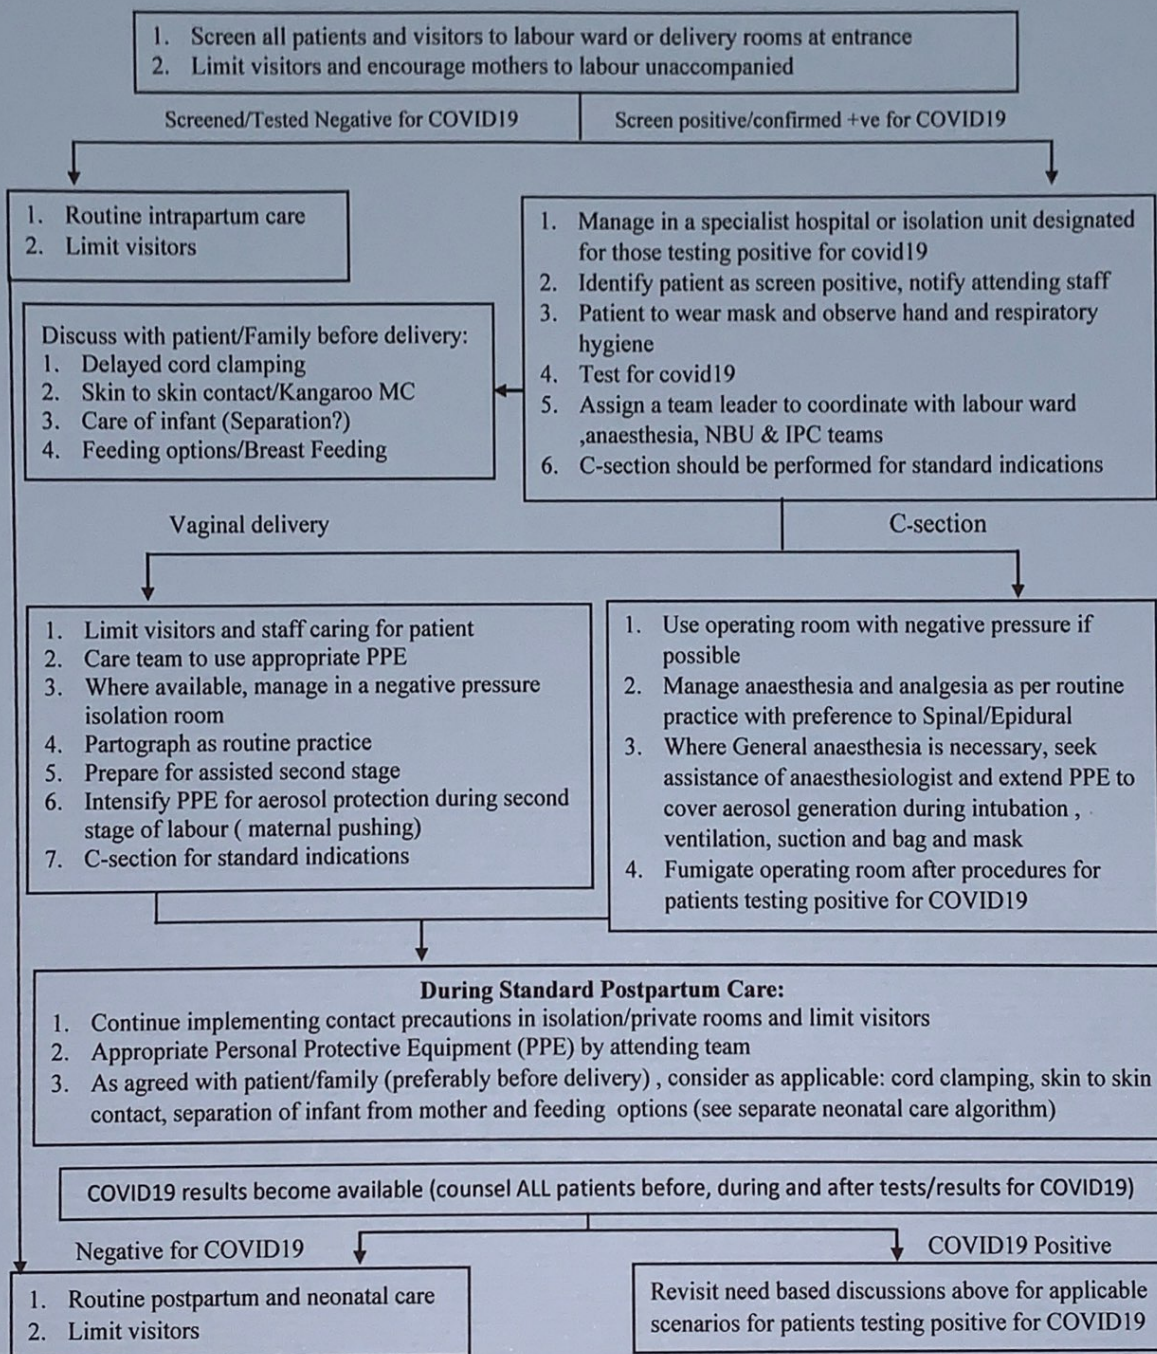 1. Screen all patients and visitors to labour ward or delivery rooms at entrance
2. Limit visitors and encourage mothers to labour unaccompanied
Screened/Tested Negative for COVID19
Screen positive/confirmed +ve for COVID19
1. Routine intrapartum care
2. Limit visitors
1. Manage in a specialist hospital or isolation unit designated
for those testing positive for covid19
2. Identify patient as screen positive, notify attending staff
3. Patient to wear mask and observe hand and respiratory
hygiene
4. Test for covid19
5. Assign a team leader to coordinate with labour ward
,anaesthesia, NBU & IPC teams
6. C-section should be performed for standard indications
Discuss with patient/Family before delivery:
1. Delayed cord clamping
2. Skin to skin contact/Kangaroo MC
3. Care of infant (Separation?)
4. Feeding options/Breast Feeding
Vaginal delivery
C-section
1. Limit visitors and staff caring for patient
2. Care team to use appropriate PPE
3. Where available, manage in a negative pressure
isolation room
4. Partograph as routine practice
5. Prepare for assisted second stage
6. Intensify PPE for aerosol protection during second
stage of labour ( maternal pushing)
7. C-section for standard indications
1. Use operating room with negative pressure if
possible
2. Manage anaesthesia and analgesia as per routine
practice with preference to Spinal/Epidural
3. Where General anaesthesia is necessary, seek
assistance of anaesthesiologist and extend PPE to
cover aerosol generation during intubation ,
ventilation, suction and bag and mask
4. Fumigate operating room after procedures for
patients testing positive for COVID19
During Standard Postpartum Care:
1. Continue implementing contact precautions in isolation/private rooms and limit visitors
2. Appropriate Personal Protective Equipment (PPE) by attending team
3. As agreed with patient/family (preferably before delivery) , consider as applicable: cord clamping, skin to skin
contact, separation of infant from mother and feeding options (see separate neonatal care algorithm)
COVID19 results become available (counsel ALL patients before, during and after tests/results for COVID19)
Negative for COVID19
COVID19 Positive
1. Routine postpartum and neonatal care
2. Limit visitors
Revisit need based discussions above for applicable
scenarios for patients testing positive for COVID19